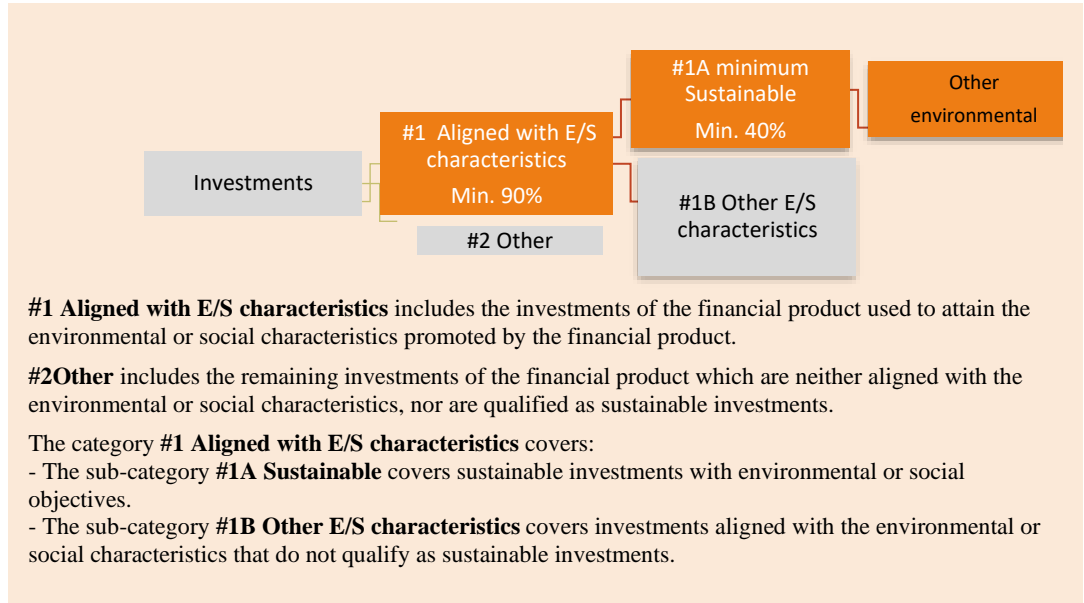 #1A minimum
Sustainable
Min. 40%
Other
environmental
#1 Aligned with E/S
characteristics
Min. 90%
Investments
#1B Other E/S
characteristics
#2 Other
#1 Aligned with E/S characteristics includes the investments of the financial product used to attain the
environmental or social characteristics promoted by the financial product.
#2Other includes the remaining investments of the financial product which are neither aligned with the
environmental or social characteristics, nor are qualified as sustainable investments.
The category #1 Aligned with E/S characteristics covers:
- The sub-category #1A Sustainable covers sustainable investments with environmental or social
objectives.
- The sub-category #1B Other E/S characteristics covers investments aligned with the environmental or
social characteristics that do not qualify as sustainable investments.